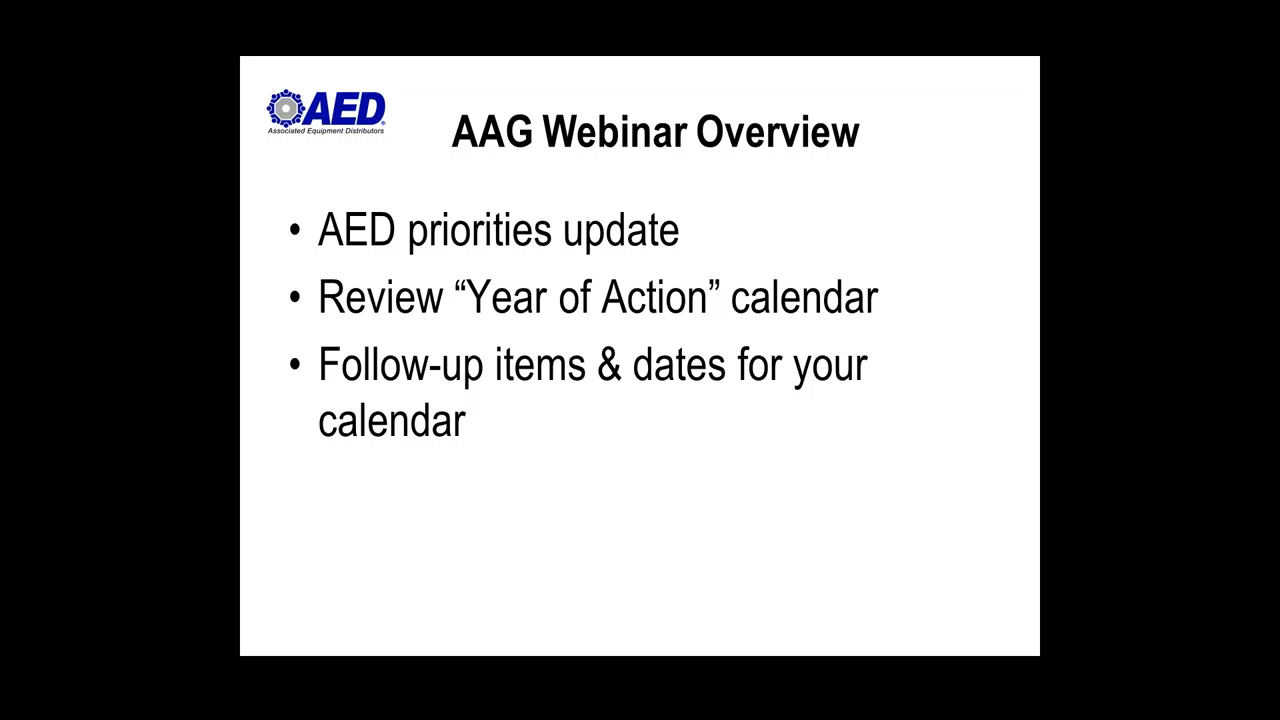 AED
Associated Equipment Distributors
AAG Webinar Overview
• AED priorities update
• Review “Year of Action” calendar
• Follow-up items & dates for your
calendar